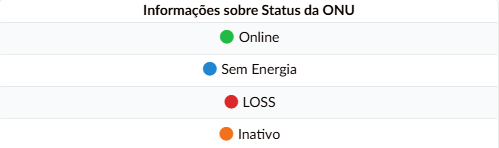 Informações sobre Status da ONU
Online
Sem Energia
LOSS
Inativo